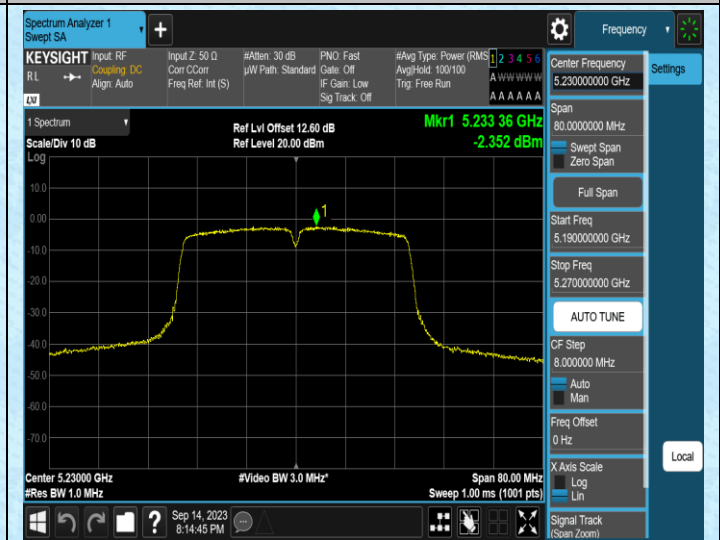 Spectrum Analyzer 1
Swept SA
Frequency
KEYSIGHT
RL
LXI
Input: RF
Coupling: DC
Align: Auto
Input Z: 50 Ω
Corr CCorr
Freq Ref: Int (S)
#Atten: 30 dB
µW Path: Standard
PNO: Fast
Gate: Off
IF Gain: Low
Sig Track: Off
#Avg Type: Power (RMS
Avg|Hold: 100/100
Trig: Free Run
1 2 3 4 5 6
A W W W W W
A A A A A A
1 Spectrum
Scale/Div 10 dB
Log
Ref Lvl Offset 12.60 dB
Ref Level 20.00 dBm
Mkr1 5.233 36 GHz
-2.352 dBm
1
10.0
0.00
-10.0
-20.0
-30.0
-40.0
-50.0
-60.0
-70.0
Center 5.23000 GHz
#Res BW 1.0 MHz
#Video BW 3.0 MHz*
Span 80.00 MHz
Sweep 1.00 ms (1001 pts)
Sep 14, 2023
8:14:45 PM
?
Center Frequency
5.230000000 GHz
Span
80.0000000 MHz
Swept Span
Zero Span
Full Span
Start Freq
5.190000000 GHz
Stop Freq
5.270000000 GHz
AUTO TUNE
CF Step
8.000000 MHz
Auto
Man
Freq Offset
0 Hz
X Axis Scale
Log
Lin
Signal Track
(Span Zoom)
Settings
Local